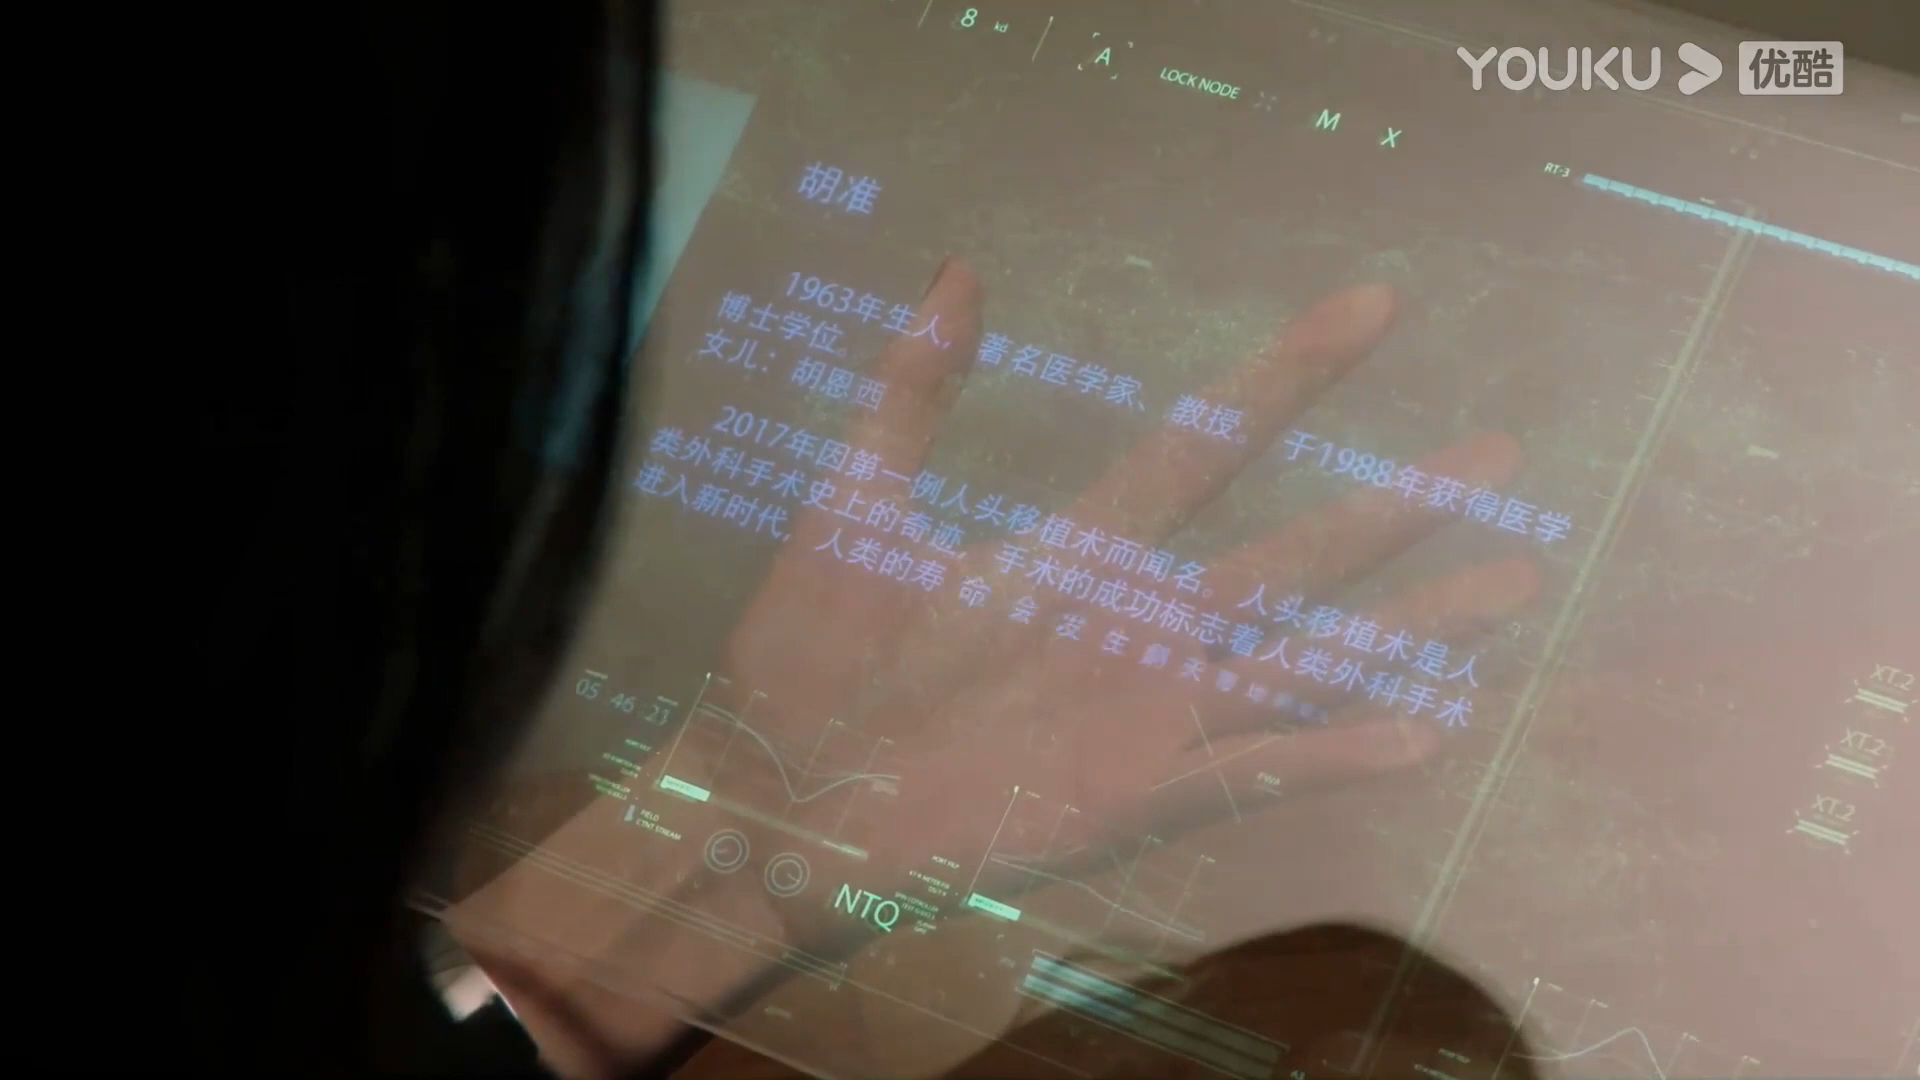 8 kd
A
LOCK NODE
M X
YOUKU 优酷
RT-3
胡准
1963年生人，著名医学家、教授。于1988年获得医学
博士学位。
女儿：胡恩西
2017年因第一例人头移植术而闻名。人头移植术是人
类外科手术史上的奇迹，手术的成功标志着人类外科手术
进入新时代，人类的寿命会发生翻天覆
05 46 21
XT.2
XT.2
XT.2
FIELD
CTNT STREAM
NTQ